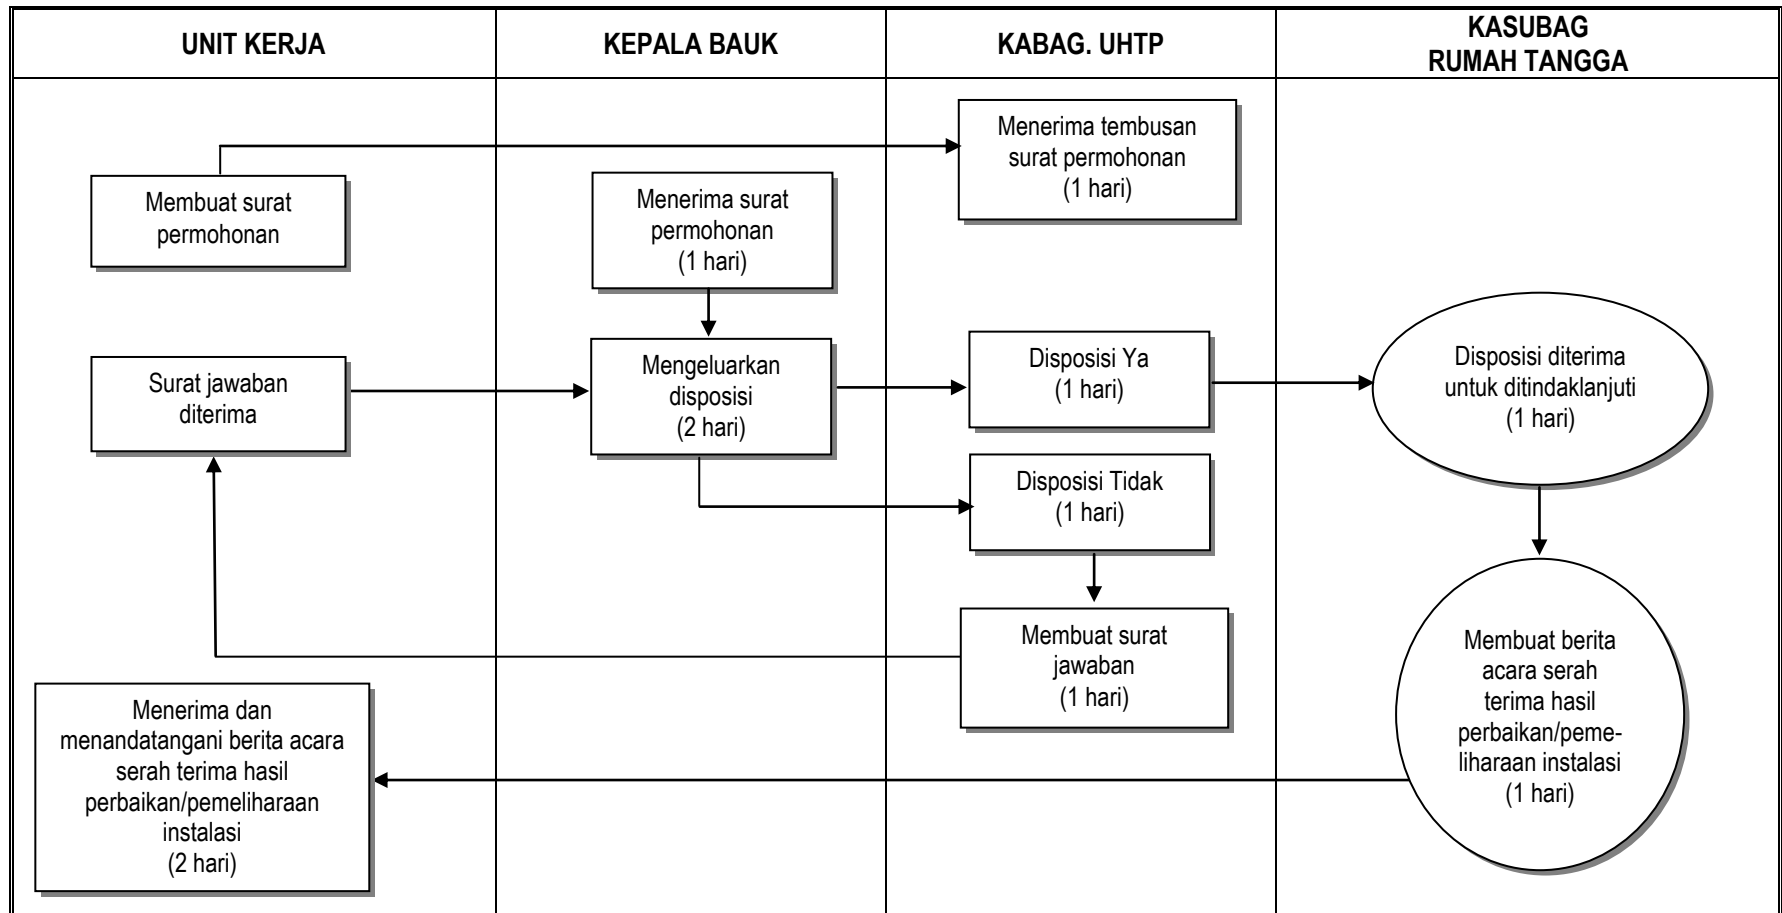 UNIT KERJA
KEPALA BAUK
KABAG. UHTP
KASUBAG
RUMAH TANGGA
Membuat surat
permohonan
Menerima surat
permohonan
(1 hari)
Menerima tembusan
surat permohonan
(1 hari)
Surat jawaban
diterima
Mengeluarkan
disposisi
(2 hari)
Disposisi Ya
(1 hari)
Disposisi diterima
untuk ditindaklanjuti
(1 hari)
Disposisi Tidak
(1 hari)
Membuat surat
jawaban
(1 hari)
Membuat berita
acara serah
terima hasil
perbaikan/peme-
liharaan instalasi
(1 hari)
Menerima dan
menandatangani berita acara
serah terima hasil
perbaikan/pemeliharaan
instalasi
(2 hari)